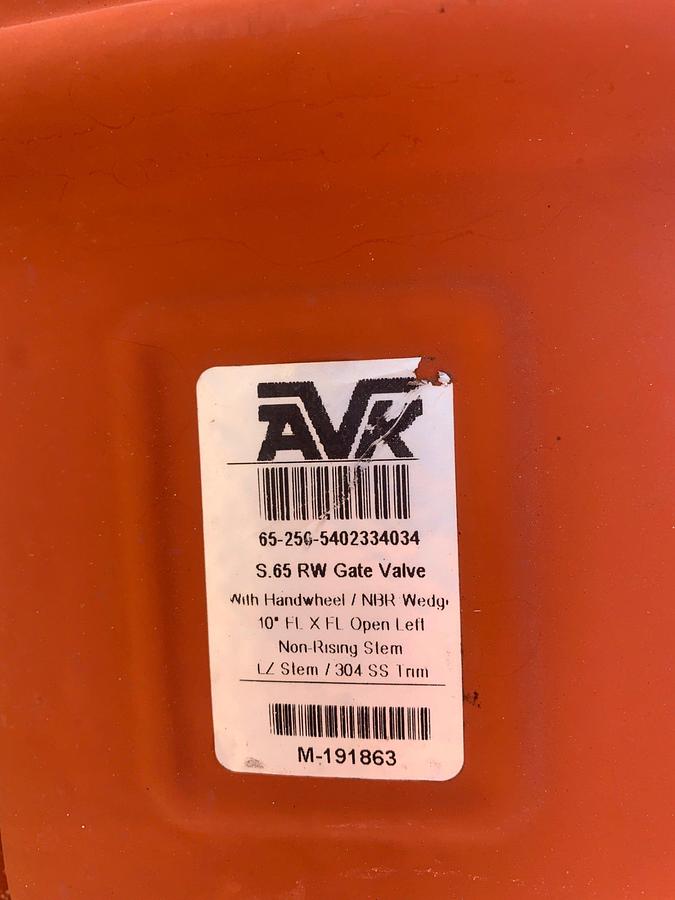 AVK
65-250-5402334034
S.65 RW Gate Valve
With Handwheel / NBR Wedg
10" FL X FL Open Left
Non-Rising Stem
LZ Stem / 304 SS Trim
M-191863